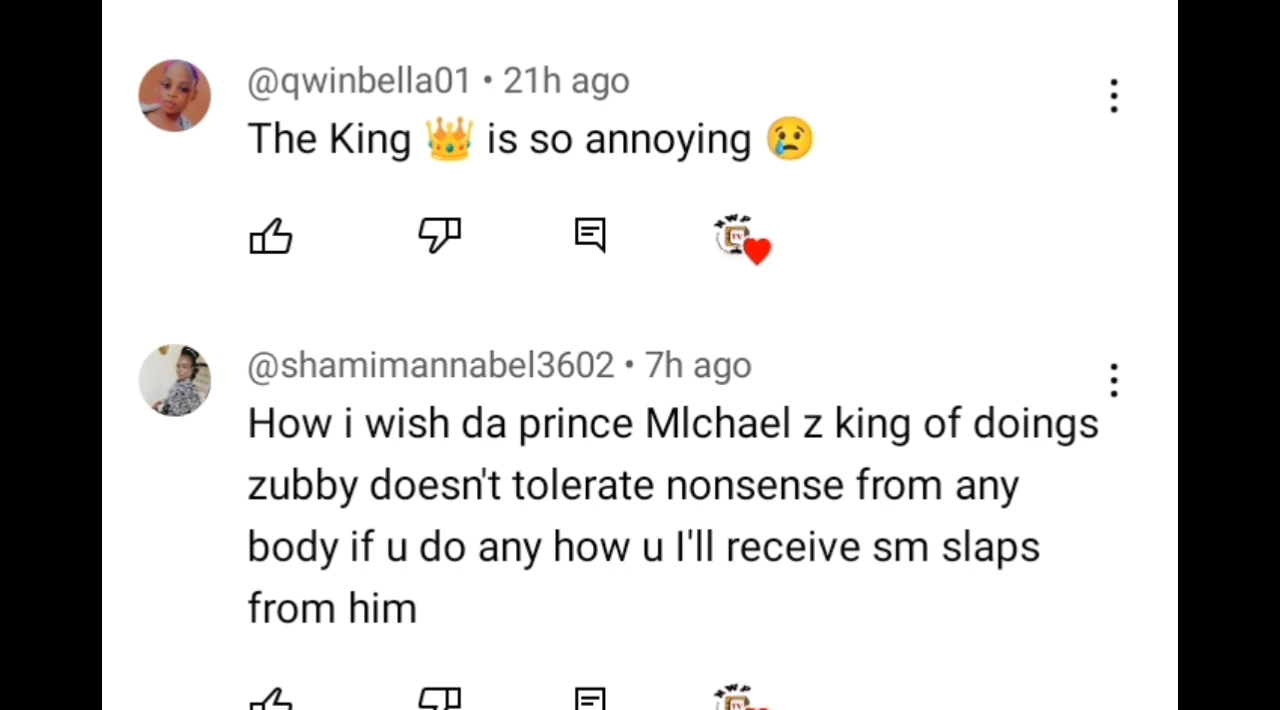 @qwinbella01 • 21h ago
The King 👑 is so annoying 😢
@shamimannabel3602 • 7h ago
How i wish da prince Mlchael z king of doings
zubby doesn't tolerate nonsense from any
body if u do any how u I'll receive sm slaps
from him